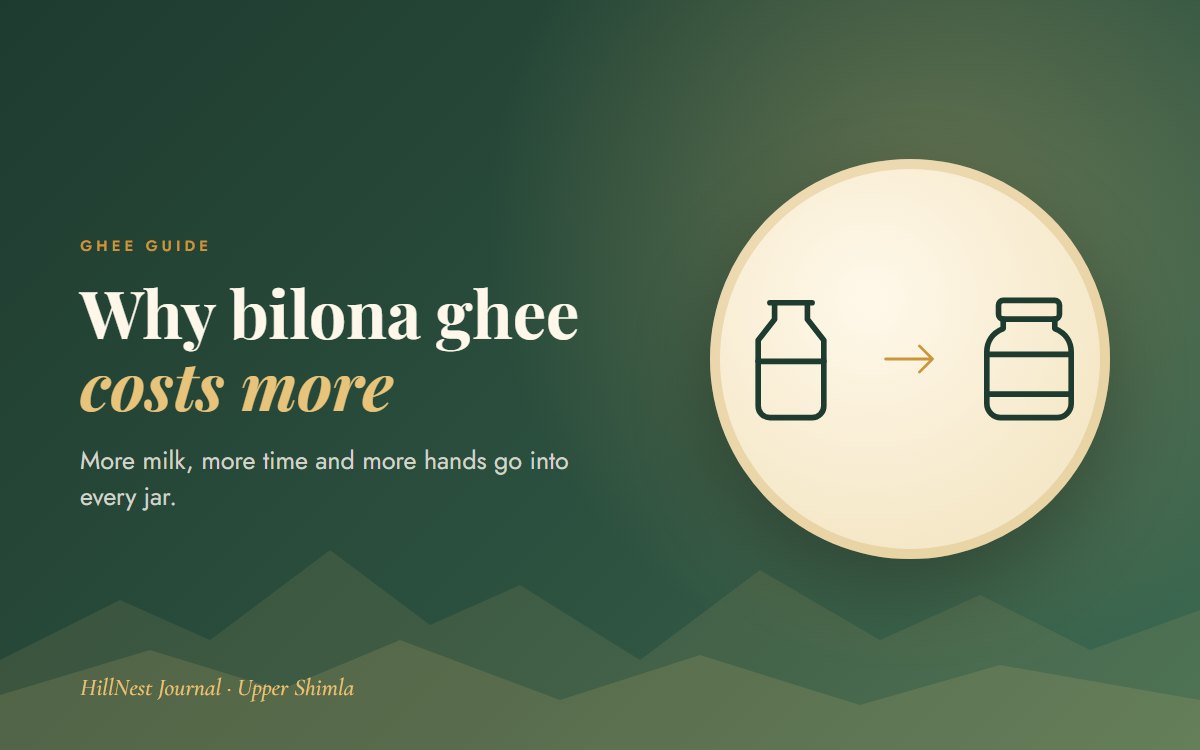 GHEE GUIDE
Why bilona ghee
costs more
More milk, more time and more hands go into
every jar.
HillNest Journal · Upper Shimla